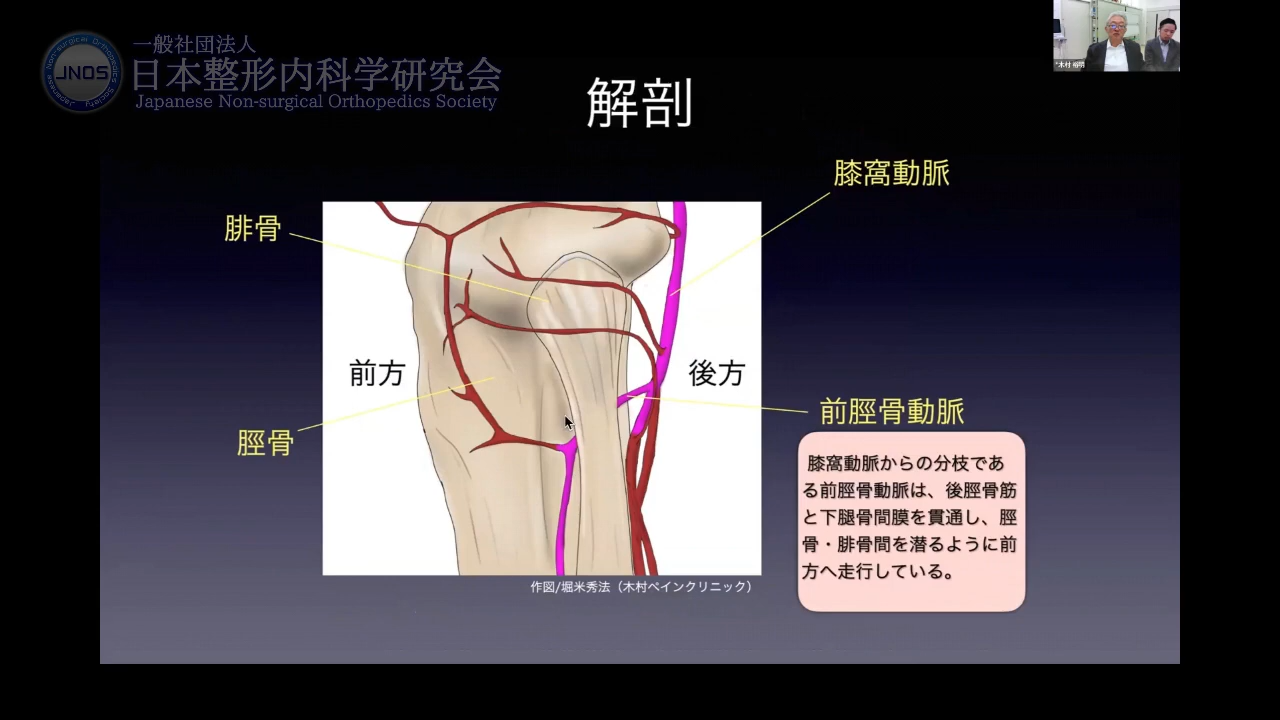 一般社団法人
日本整形内科学研究会
Japanese Non-surgical Orthopedics Society
JNOS
Non-surgical Orthopedics
Japanese Society
解剖
膝窩動脈
腓骨
前方
後方
脛骨
前脛骨動脈
膝窩動脈からの分枝であ
る前脛骨動脈は、後脛骨筋
と下腿骨間膜を貫通し、脛
骨・腓骨間を潜るように前
方へ走行している。
作図/堀米秀法（木村ペインクリニック）